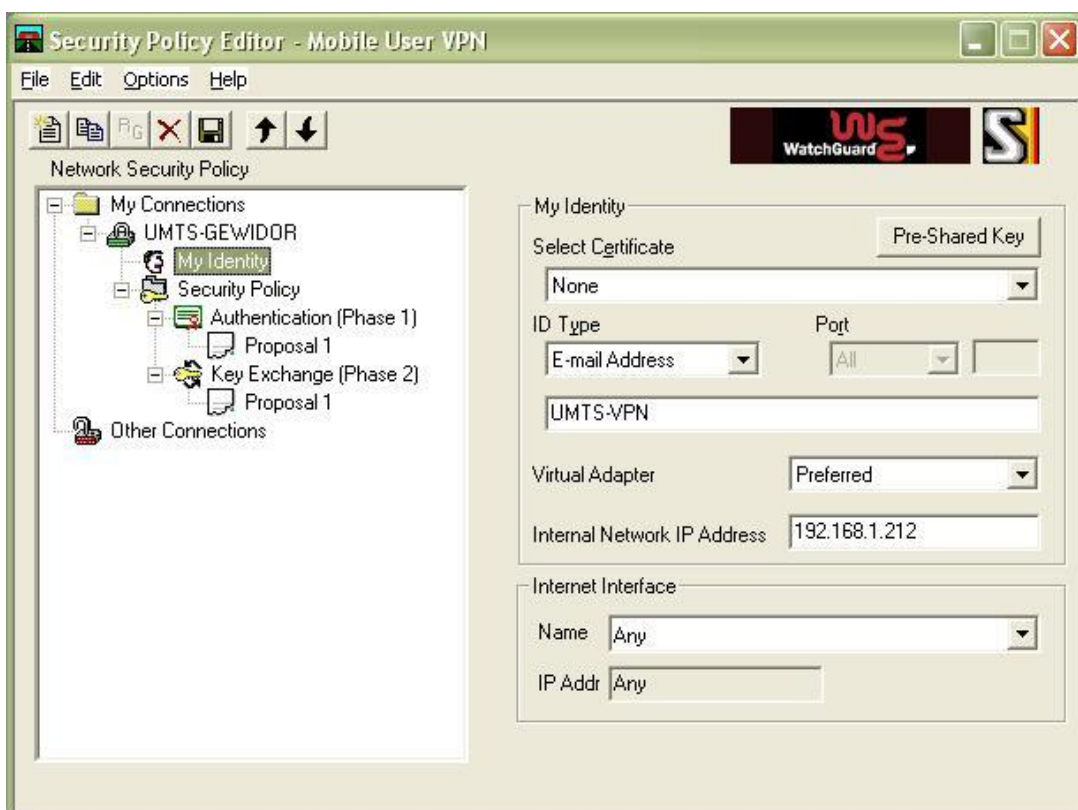 Security Policy Editor - Mobile User VPN
File Edit Options Help
WatchGuard
Network Security Policy
My Connections
UMTS-GEWIDOR
My Identity
Security Policy
Authentication (Phase 1)
Proposal 1
Key Exchange (Phase 2)
Proposal 1
Other Connections
My Identity
Select Certificate
Pre-Shared Key
None
ID Type Port
E-mail Address All
UMTS-VPN
Virtual Adapter Preferred
Internal Network IP Address 192.168.1.212
Internet Interface
Name Any
IP Addr Any